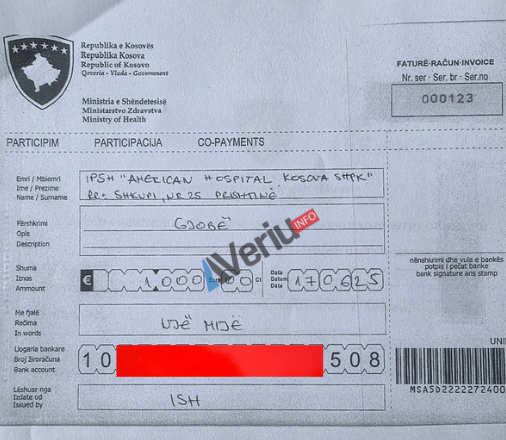 Republika e Kosovës
Republika Kosova
Republic of Kosovo
Qeveria - Vlada - Government
Ministria e Shëndetesisë
Ministarstvo Zdravstva
Ministry of Health
FATURË-RAČUN-INVOICE
Nr. ser - Ser. br - Ser.no
000123
PARTICIPIM PARTICIPACIJA CO-PAYMENTS
Emri / Mbiemri
Ime / Prezime
Name / Surname
IPSH "AMERICAN HOSPITAL KOSOVA SHPK"
RR. SHKUPI, NR 25 PRISHTINË
Përshkrimi
Opis
Description
GJOBË
Veriu INFO
Shuma
Iznos
Ammount
€ 1.000 00 Ct
Data
Datum
Date
170625
nënshkrimi dhe vula e bankës
potpis i pečat banke
bank signature ans stamp
Me fjalë
Rečima
In words
NJË MIJË
Llogaria bankare
Broj žiroračuna
Bank account
10 508
UNI
MSA5D2222272400
Lëshuar nga
Izdate od
Issued by
ISH